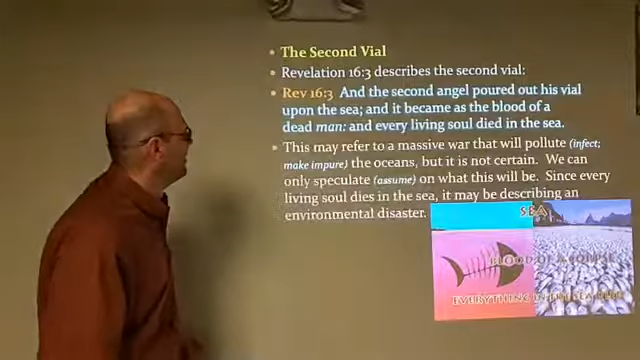 The Second Vial
Revelation 16:3 describes the second vial:
Rev 16:3 And the second angel poured out his vial
upon the sea; and it became as the blood of a
dead man: and every living soul died in the sea.
This may refer to a massive war that will pollute (infect;
make impure) the oceans, but it is not certain. We can
only speculate (assume) on what this will be. Since every
living soul dies in the sea, it may be describing an
environmental disaster.
SEA
BLOOD OF A CORPSE
EVERYTHING IN THE SEA